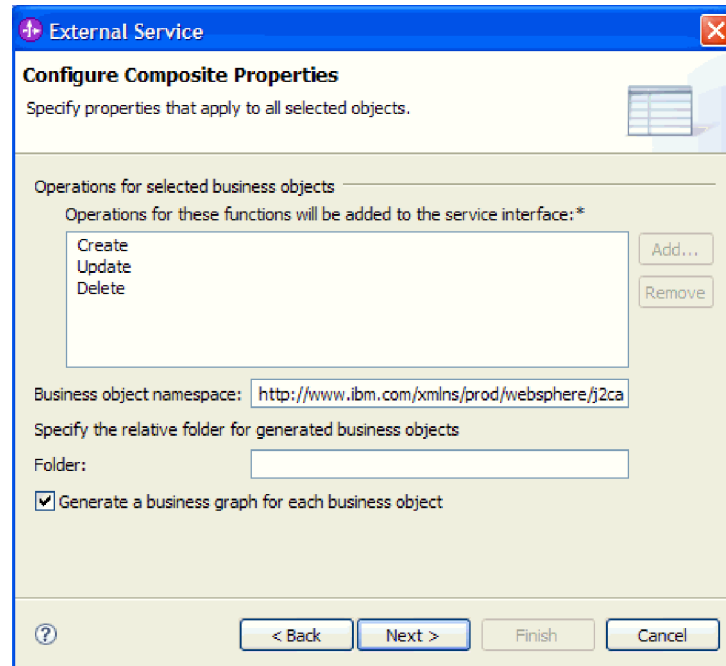 External Service
Configure Composite Properties
Specify properties that apply to all selected objects.
Operations for selected business objects
Operations for these functions will be added to the service interface:*
Create
Update
Delete
Add...
Remove
Business object namespace: http://www.ibm.com/xmlns/prod/websphere/j2ca
Specify the relative folder for generated business objects
Folder:
Generate a business graph for each business object
? < Back Next > Finish Cancel